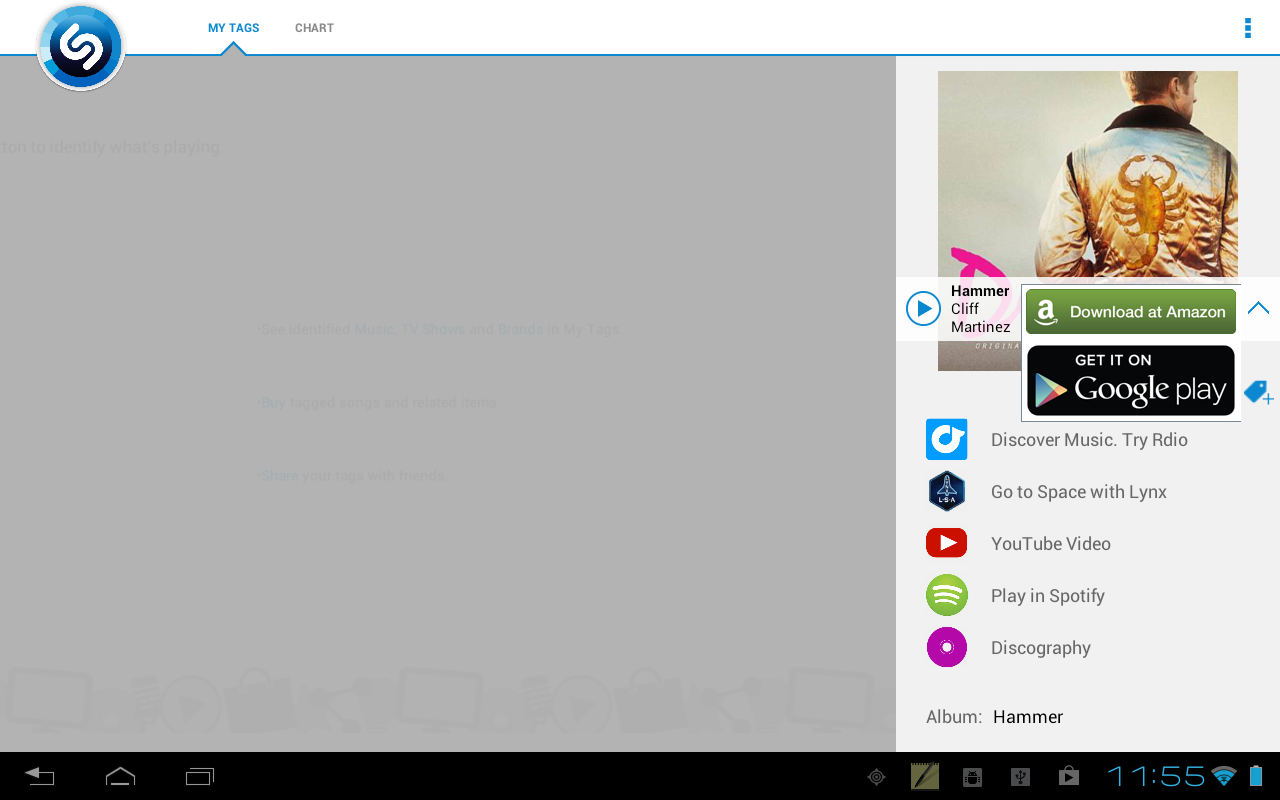 MY TAGS
CHART
ton to identify what's playing
•See identified Music, TV Shows and Brands in My Tags.
•Buy tagged songs and related items
•Share your tags with friends
D
Hammer
Cliff
Martinez
ORIGINA
Download at Amazon
GET IT ON
Google play
Discover Music. Try Rdio
L·S·A
Go to Space with Lynx
YouTube Video
Play in Spotify
Discography
Album: Hammer
11:55